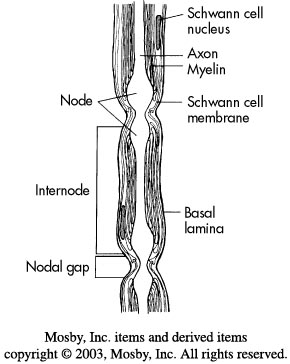 Schwann cell
nucleus
Axon
Myelin
Node
Schwann cell
membrane
Internode
Basal
lamina
Nodal gap
Mosby, Inc. items and derived items
copyright © 2003, Mosby, Inc. All rights reserved.